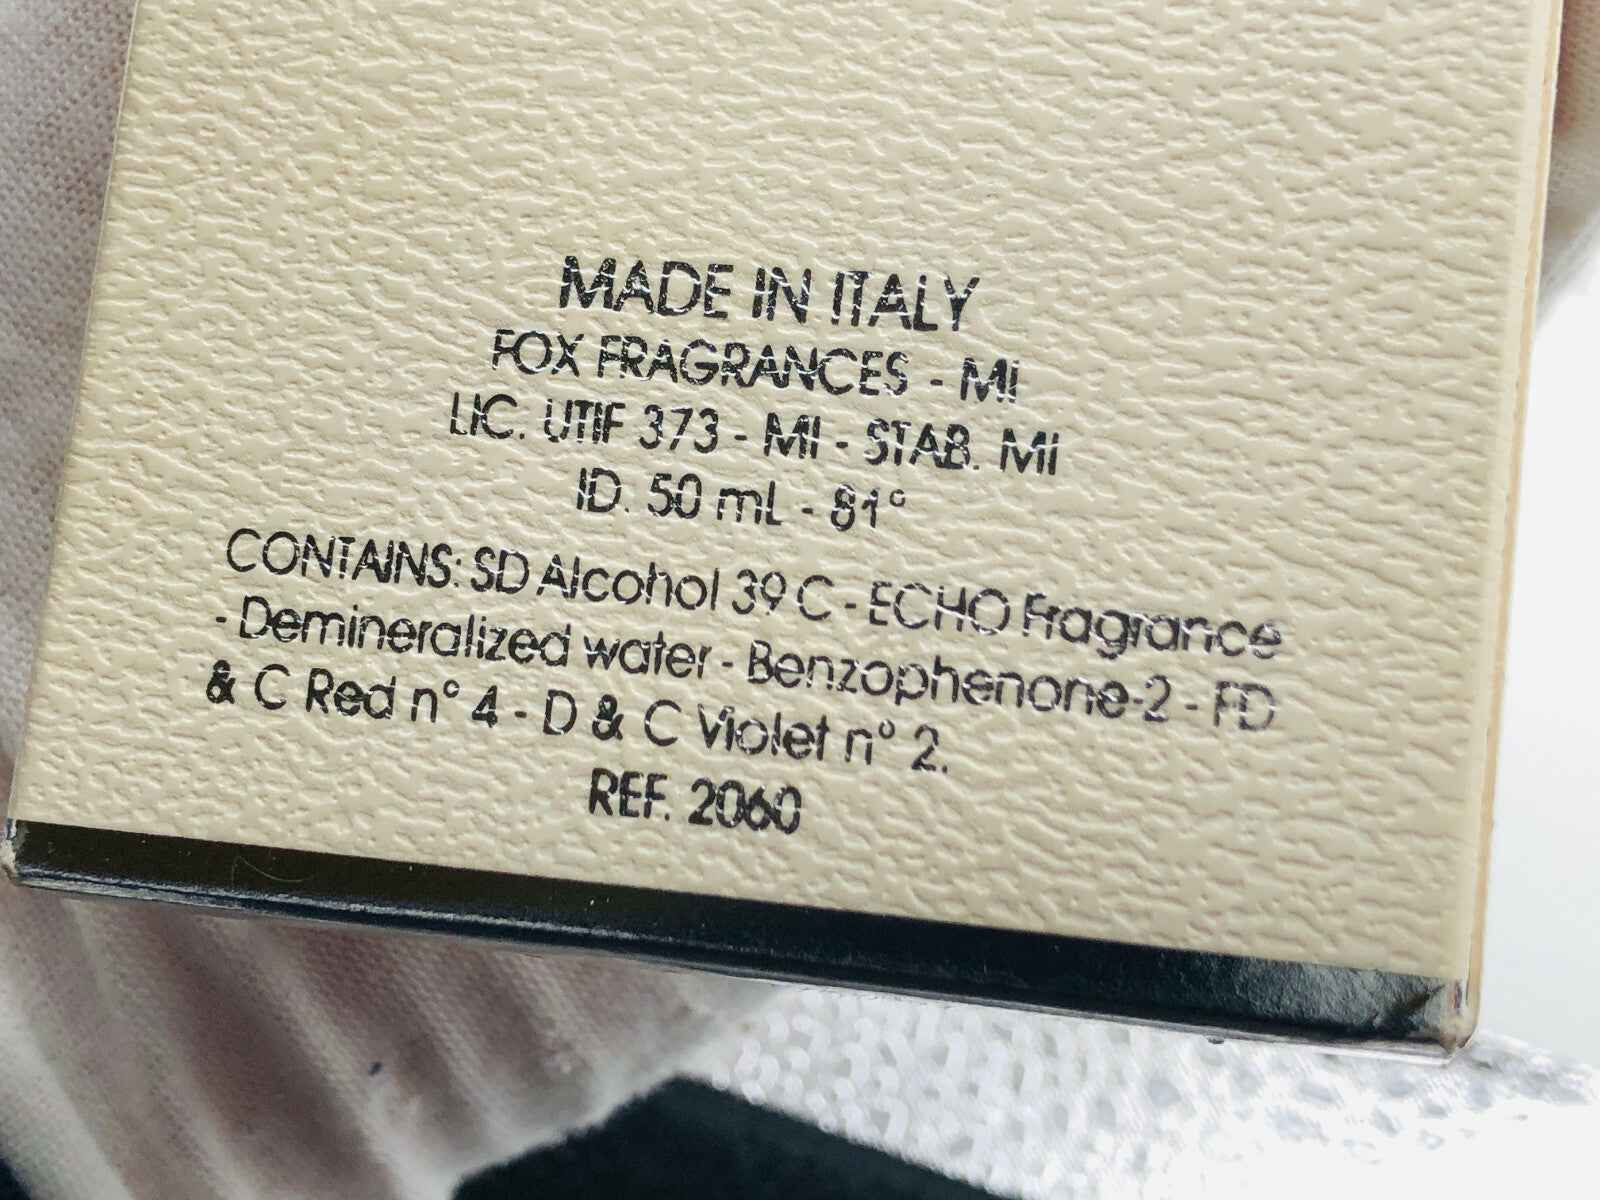 MADE IN ITALY
FOX FRAGRANCES - MI
LIC. UTIF 373 - MI - STAB. MI
ID. 50 mL - 81°
CONTAINS: SD Alcohol 39 C - ECHO Fragrance
- Demineralized water - Benzophenone-2 - FD
& C Red n° 4 - D & C Violet n° 2.
REF. 2060